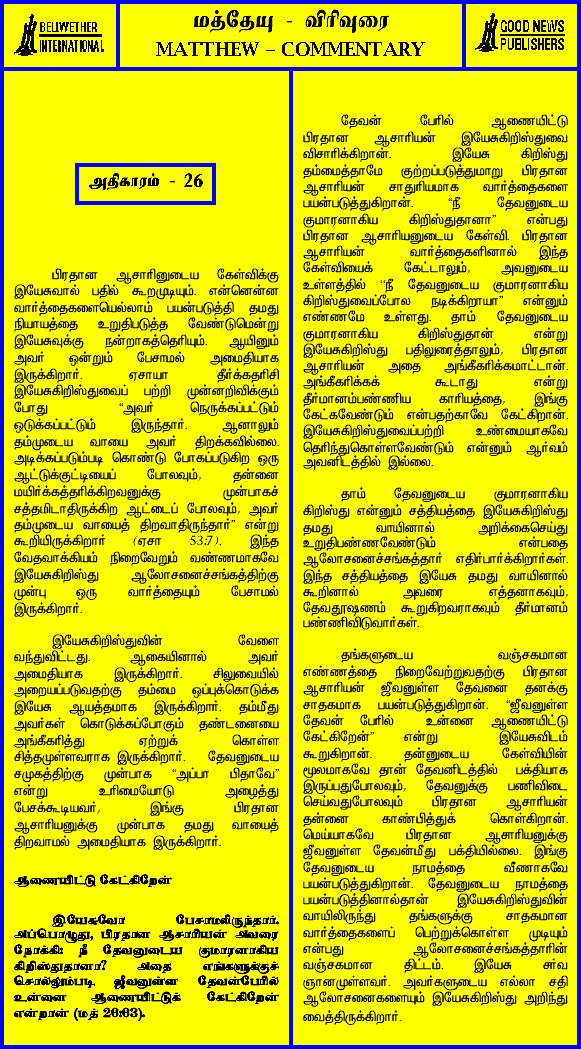 BELIWETHER
INTERNATIONAL
மத்தேயு - விரிவுரை
MATTHEW – COMMENTARY
GOOD NEWS
PUBLISHERS
அதிகாரம் - 26
பிரதான ஆசாரினுடைய கேள்விக்கு
இயேசுவால் பதில் கூறமுடியும். என்னென்ன
வார்த்தைகளையெல்லாம் பயன்படுத்தி தமது
நியாயத்தை உறுதிபடுத்த வேண்டுமென்று
இயேசுவுக்கு நன்றாகத்தெரியும். ஆயினும்
அவர் ஒன்றும் பேசாமல் அமைதியாக
இருக்கிறார். ஏசாயா தீர்க்கதரிசி
இயேசுகிறிஸ்துவைப் பற்றி முன்னறிவிக்கும்
போது “அவர் நெருக்கப்பட்டும்
ஒடுக்கப்பட்டும் இருந்தார். ஆனாலும்
தம்முடைய வாயை அவர் திறக்கவில்லை.
அடிக்கப்படும்படி கொண்டு போகப்படுகிற ஒரு
ஆட்டுக்குட்டியைப் போலவும், தன்னை
மயிர்க்கத்தரிக்கிறவனுக்கு முன்பாகச்
சத்தமிடாதிருக்கிற ஆட்டைப் போலவும், அவர்
தம்முடைய வாயைத் திறவாதிருந்தார்” என்று
கூறியிருக்கிறார் (ஏசா 53:7). இந்த
வேதவாக்கியம் நிறைவேறும் வண்ணமாகவே
இயேசுகிறிஸ்து ஆலோசனைச்சங்கத்திற்கு
முன்பு ஒரு வார்த்தையும் பேசாமல்
இருக்கிறார்.
இயேசுகிறிஸ்துவின் வேளை
வந்துவிட்டது. ஆகையினால் அவர்
அமைதியாக இருக்கிறார். சிலுவையில்
அறையப்படுவதற்கு தம்மை ஒப்புக்கொடுக்க
இயேசு ஆயத்தமாக இருக்கிறார். தம்மீது
அவர்கள் கொடுக்கப்போகும் தண்டனையை
அங்கீகரித்து ஏற்றுக் கொள்ள
சித்தமுள்ளவராக இருக்கிறார். தேவனுடைய
சமுகத்திற்கு முன்பாக “அப்பா பிதாவே”
என்று உரிமையோடு அழைத்து
பேசக்கூடியவர், இங்கு பிரதான
ஆசாரியனுக்கு முன்பாக தமது வாயைத்
திறவாமல் அமைதியாக இருக்கிறார்.
ஆணையிட்டு கேட்கிறேன்
இயேசுவோ பேசாமலிருந்தார்.
அப்பொழுது, பிரதான ஆசாரியன் அவரை
நோக்கி: நீ தேவனுடைய குமாரனாகிய
கிறிஸ்துதானா? அதை எங்களுக்குச்
சொல்லும்படி ஜீவனுள்ள தேவன்பேரில்
உன்னை ஆணையிட்டுக் கேட்கிறேன்
என்றான் (மத் 26:63).
தேவன் பேரில் ஆணையிட்டு
பிரதான ஆசாரியன் இயேசுகிறிஸ்துவை
விசாரிக்கிறான். இயேசு கிறிஸ்து
தம்மைத்தாமே குற்றப்படுத்துமாறு பிரதான
ஆசாரியன் சாதுரியமாக வார்த்தைகளை
பயன்படுத்துகிறான். “நீ தேவனுடைய
குமாரனாகிய கிறிஸ்துதானா” என்பது
பிரதான ஆசாரியனுடைய கேள்வி. பிரதான
ஆசாரியன் வார்த்தைகளினால் இந்த
கேள்வியைக் கேட்டாலும், அவனுடைய
உள்ளத்தில் “நீ தேவனுடைய குமாரனாகிய
கிறிஸ்துவைப்போல நடிக்கிறாயா” என்னும்
எண்ணமே உள்ளது. தாம் தேவனுடைய
குமாரனாகிய கிறிஸ்துதான் என்று
இயேசுகிறிஸ்து பதிலுரைத்தாலும், பிரதான
ஆசாரியன் அதை அங்கீகரிக்கமாட்டான்.
அங்கீகரிக்கக் கூடாது என்று
தீர்மானம்பண்ணிய காரியத்தை, இங்கு
கேட்கவேண்டும் என்பதற்காவே கேட்கிறான்.
இயேசுகிறிஸ்துவைப்பற்றி உண்மையாகவே
தெரிந்துகொள்ளவேண்டும் என்னும் ஆர்வம்
அவனிடத்தில் இல்லை.
தாம் தேவனுடைய குமாரனாகிய
கிறிஸ்து என்னும் சத்தியத்தை இயேசுகிறிஸ்து
தமது வாயினால் அறிக்கைசெய்து
உறுதிபண்ணவேண்டும் என்பதை
ஆலோசனைச்சங்கத்தார் எதிர்பார்க்கிறார்கள்.
இந்த சத்தியத்தை இயேசு தமது வாயினால்
கூறினால் அவரை எத்தனாகவும்,
தேவதூஷணம் கூறுகிறவராகவும் தீர்மானம்
பண்ணிவிடுவார்கள்.
தங்களுடைய வஞ்சகமான
எண்ணத்தை நிறைவேற்றுவதற்கு பிரதான
ஆசாரியன் ஜீவனுள்ள தேவனை தனக்கு
சாதகமாக பயன்படுத்துகிறான். “ஜீவனுள்ள
தேவன் பேரில் உன்னை ஆணையிட்டு
கேட்கிறேன்” என்று இயேசுவிடம்
கூறுகிறான். தன்னுடைய கேள்வியின்
மூலமாகவே தான் தேவனிடத்தில் பக்தியாக
இருப்பதுபோலவும், தேவனுக்கு பணிவிடை
செய்வதுபோலவும் பிரதான ஆசாரியன்
தன்னை காண்பித்துக் கொள்கிறான்.
மெய்யாகவே பிரதான ஆசாரியனுக்கு
ஜீவனுள்ள தேவன்மீது பக்தியில்லை. இங்கு
தேவனுடைய நாமத்தை வீணாகவே
பயன்படுத்துகிறான். தேவனுடைய நாமத்தை
பயன்படுத்தினால்தான் இயேசுகிறிஸ்துவின்
வாயிலிருந்து தங்களுக்கு சாதகமான
வார்த்தைகளைப் பெற்றுக்கொள்ள முடியும்
என்பது ஆலோசனைச்சங்கத்தாரின்
வஞ்சகமான திட்டம். இயேசு சர்வ
ஞானமுள்ளவர். அவர்களுடைய எல்லா சதி
ஆலோசனைகளையும் இயேசுகிறிஸ்து அறிந்து
வைத்திருக்கிறார்.